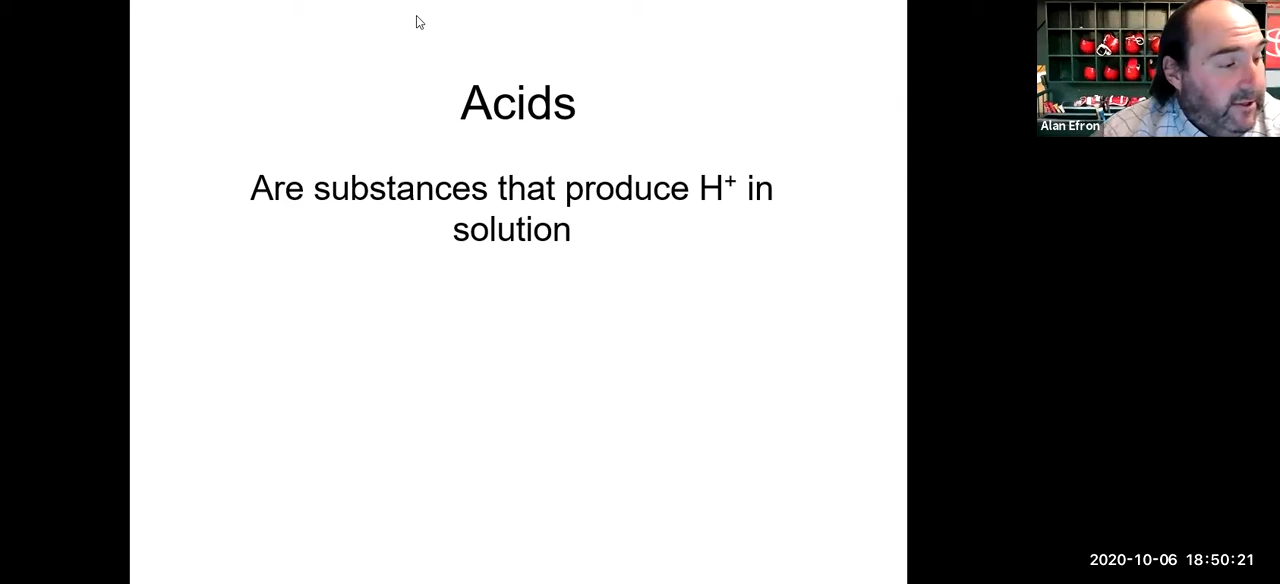 Acids
Are substances that produce H⁺ in
solution
Alan Efron
2020-10-06 18:50:21